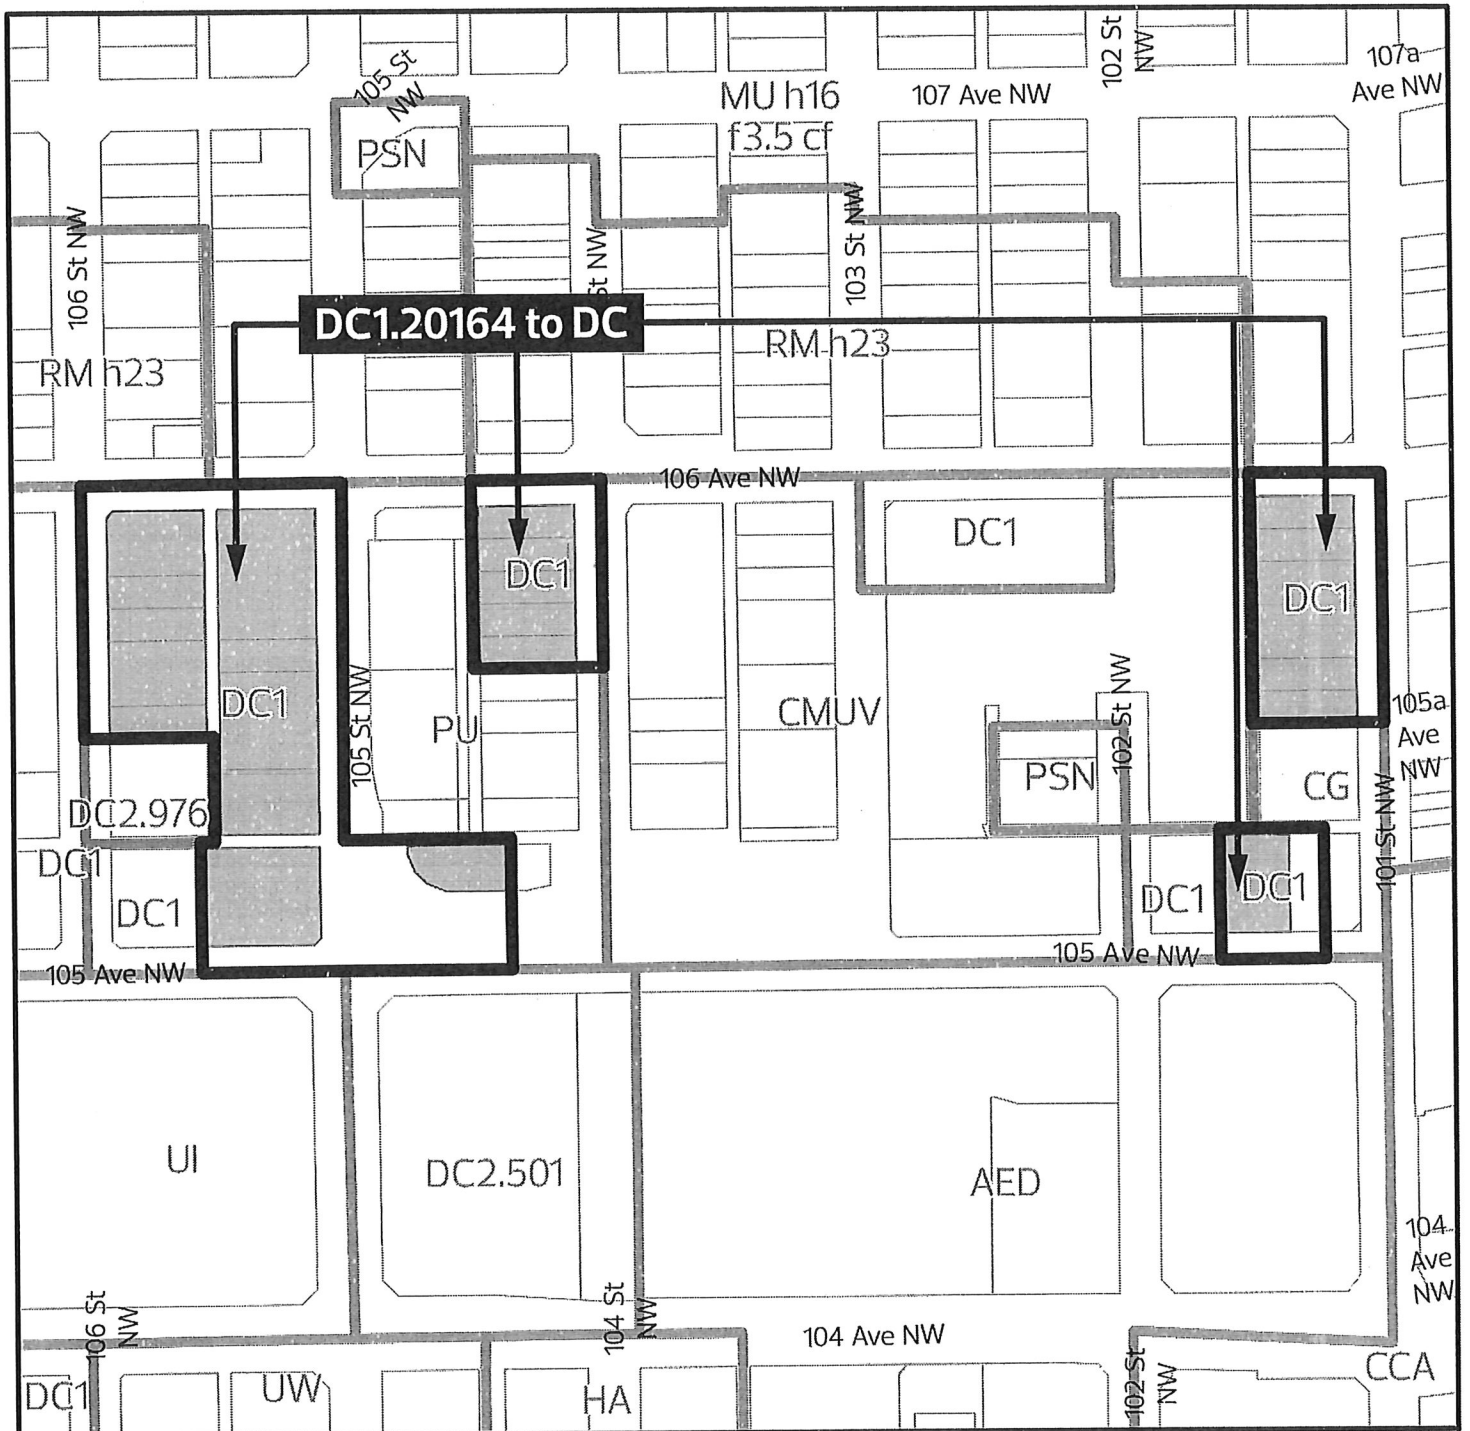 102 St
NW
107a
Ave NW
105 St
NW
MU h16
f3.5 cf
107 Ave NW
PSN
106 St NW
St NW
103 St NW
DC1.20164 to DC
RM h23
RM h23
106 Ave NW
DC1
DC1
DC1
DC1
105 St NW
PU
CMUV
102 St NW
105a
Ave
NW
PSN
CG
DC2.976
101 St NW
DC1
DC1
DC1
DC1
105 Ave NW
105 Ave NW
UI
DC2.501
AED
104
Ave
NW
106 St
NW
104 St
NW
104 Ave NW
102 St
NW
CCA
DC1
UW
HA